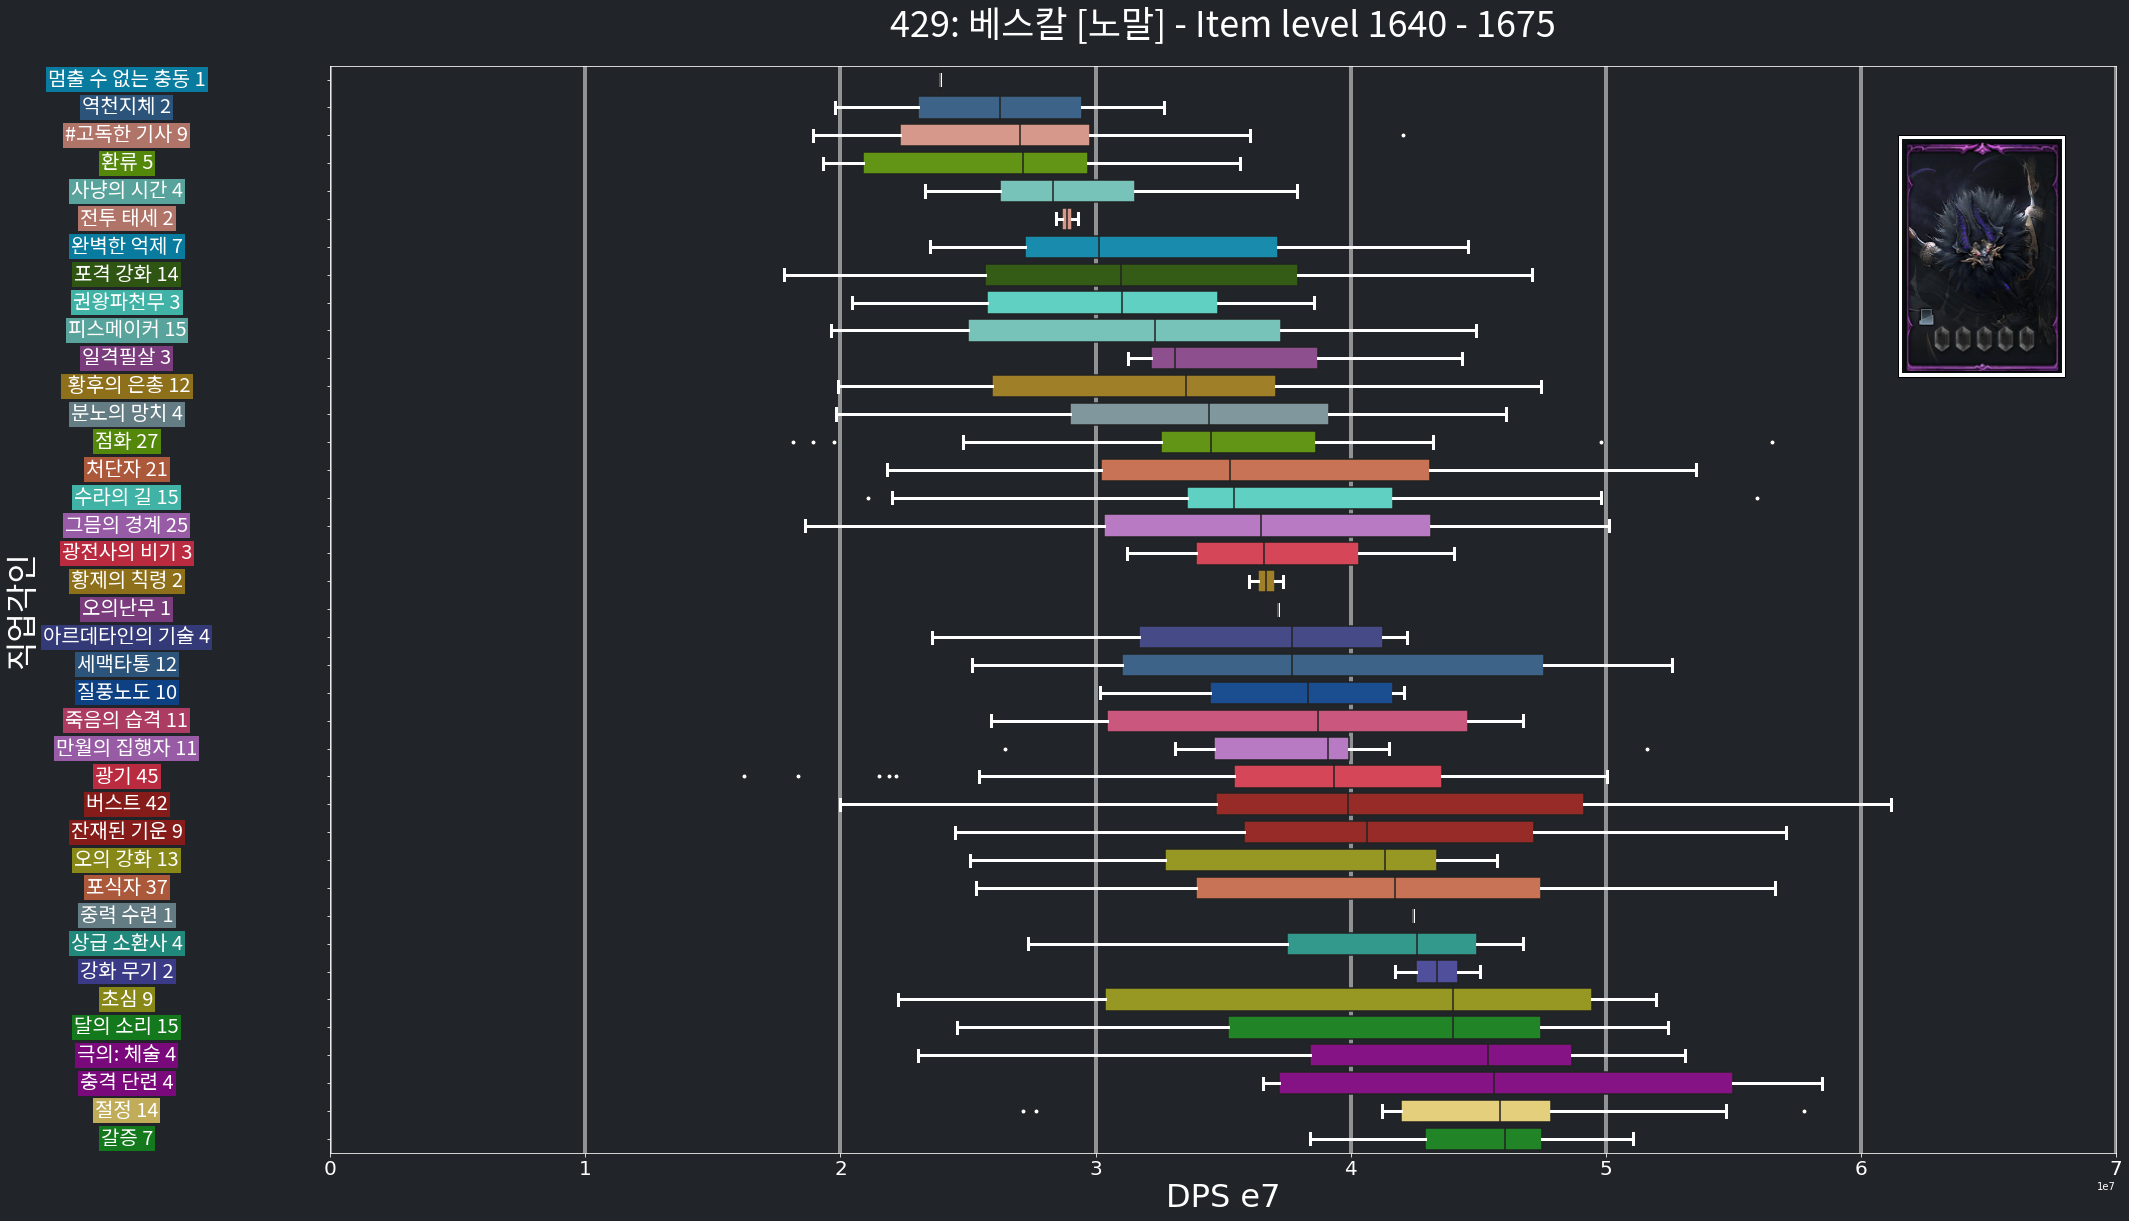 429: 베스칼 [노말] - Item level 1640 - 1675
멈출 수 없는 충동 1
역천지체 2
#고독한 기사 9
환류 5
사냥의 시간 4
전투 태세 2
완벽한 억제 7
포격 강화 14
권왕파천무 3
피스메이커 15
일격필살 3
황후의 은총 12
분노의 망치 4
점화 27
처단자 21
수라의 길 15
그믐의 경계 25
광전사의 비기 3
황제의 칙령 2
오의난무 1
아르데타인의 기술 4
세맥타통 12
질풍노도 10
죽음의 습격 11
만월의 집행자 11
광기 45
버스트 42
잔재된 기운 9
오의 강화 13
포식자 37
중력 수련 1
상급 소환사 4
강화 무기 2
초심 9
달의 소리 15
극의: 체술 4
충격 단련 4
절정 14
갈증 7
직업각인
0 1 2 3 4 5 6 7
1e7
DPS e7